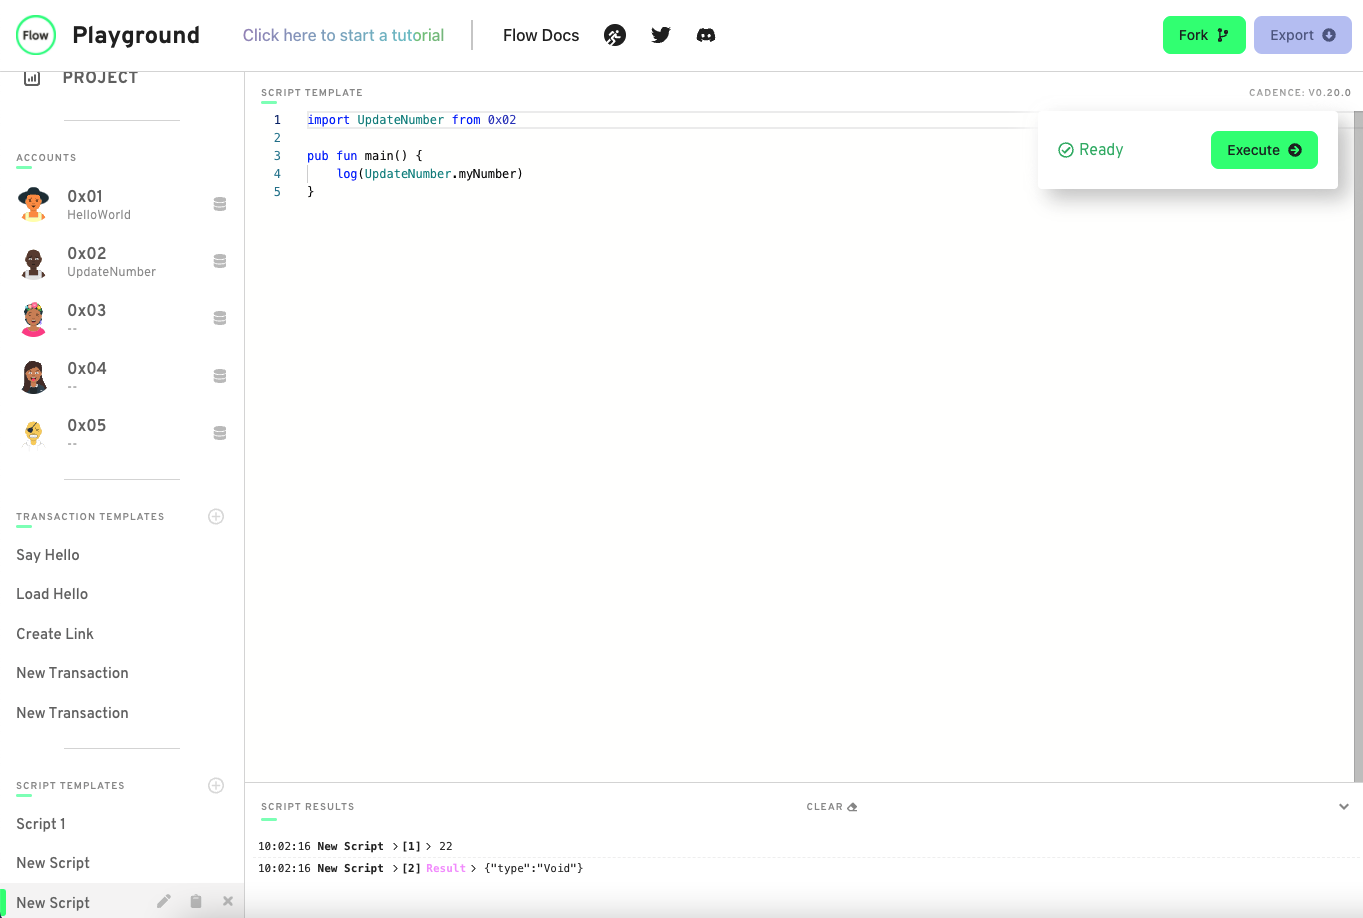 Flow Playground Click here to start a tutorial Flow Docs Fork Export
PROJECT
ACCOUNTS
0x01
HelloWorld
0x02
UpdateNumber
0x03
--
0x04
--
0x05
--
TRANSACTION TEMPLATES
Say Hello
Load Hello
Create Link
New Transaction
New Transaction
SCRIPT TEMPLATES
Script 1
New Script
New Script
SCRIPT TEMPLATE CADENCE: V0.20.0
1 import UpdateNumber from 0x02
2
3 pub fun main() {
4 log(UpdateNumber.myNumber)
5 }
Ready Execute
SCRIPT RESULTS CLEAR
10:02:16 New Script > [1] > 22
10:02:16 New Script > [2] Result > {"type":"Void"}